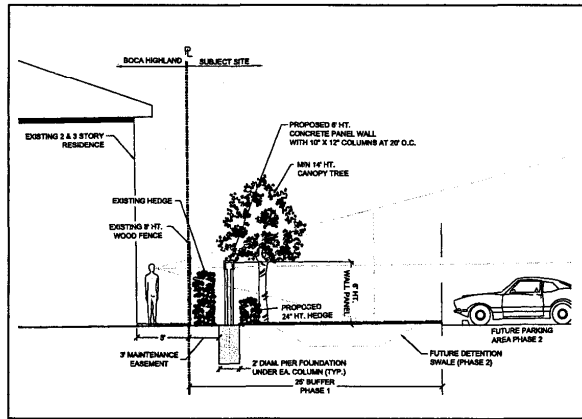 PL
BOCA HIGHLAND
SUBJECT SITE
PROPOSED 6' HT.
CONCRETE PANEL WALL
WITH 10" X 12" COLUMNS AT 20' O.C.
EXISTING 2 & 3 STORY
RESIDENCE
MIN 14' HT.
CANOPY TREE
EXISTING HEDGE
EXISTING 8' HT.
WOOD FENCE
6' HT.
WALL PANEL
PROPOSED
24" HT. HEDGE
5'
3' MAINTENANCE
EASEMENT
2' DIAM. PIER FOUNDATION
UNDER EA. COLUMN (TYP.)
25' BUFFER
PHASE 1
FUTURE DETENTION
SWALE (PHASE 2)
FUTURE PARKING
AREA PHASE 2